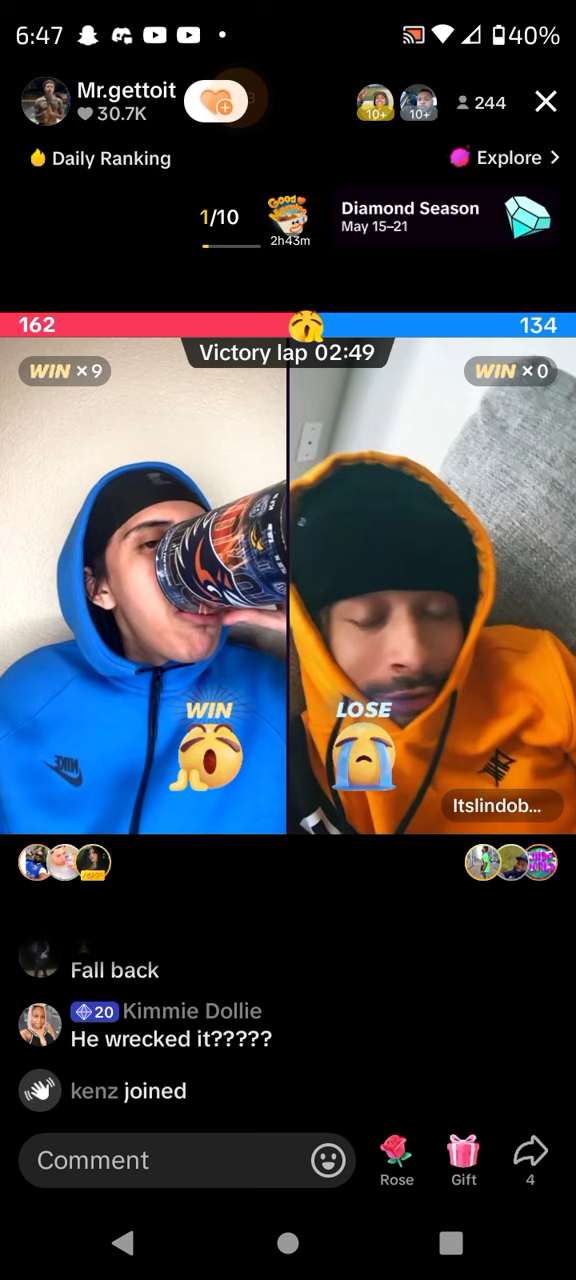 6:47
40%
Mr.gettoit
30.7K
10+
10+
244
Daily Ranking
Explore >
1/10
2h43m
Diamond Season
May 15–21
162
134
Victory lap 02:49
WIN × 9
WIN × 0
NIKE
WIN
LOSE
Itslindob...
Fall back
20 Kimmie Dollie
He wrecked it?????
kenz joined
Comment
Rose
Gift
4